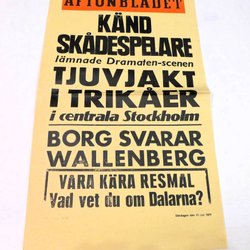 AFTONBLADET
KÄND
SKÅDESPELARE
lämnade Dramaten-scenen
TJUVJAKT
I TRIKÅER
i centrala Stockholm
BORG SVARAR
WALLENBERG
VÅRA KÄRA RESMÅL
Vad vet du om Dalarna?